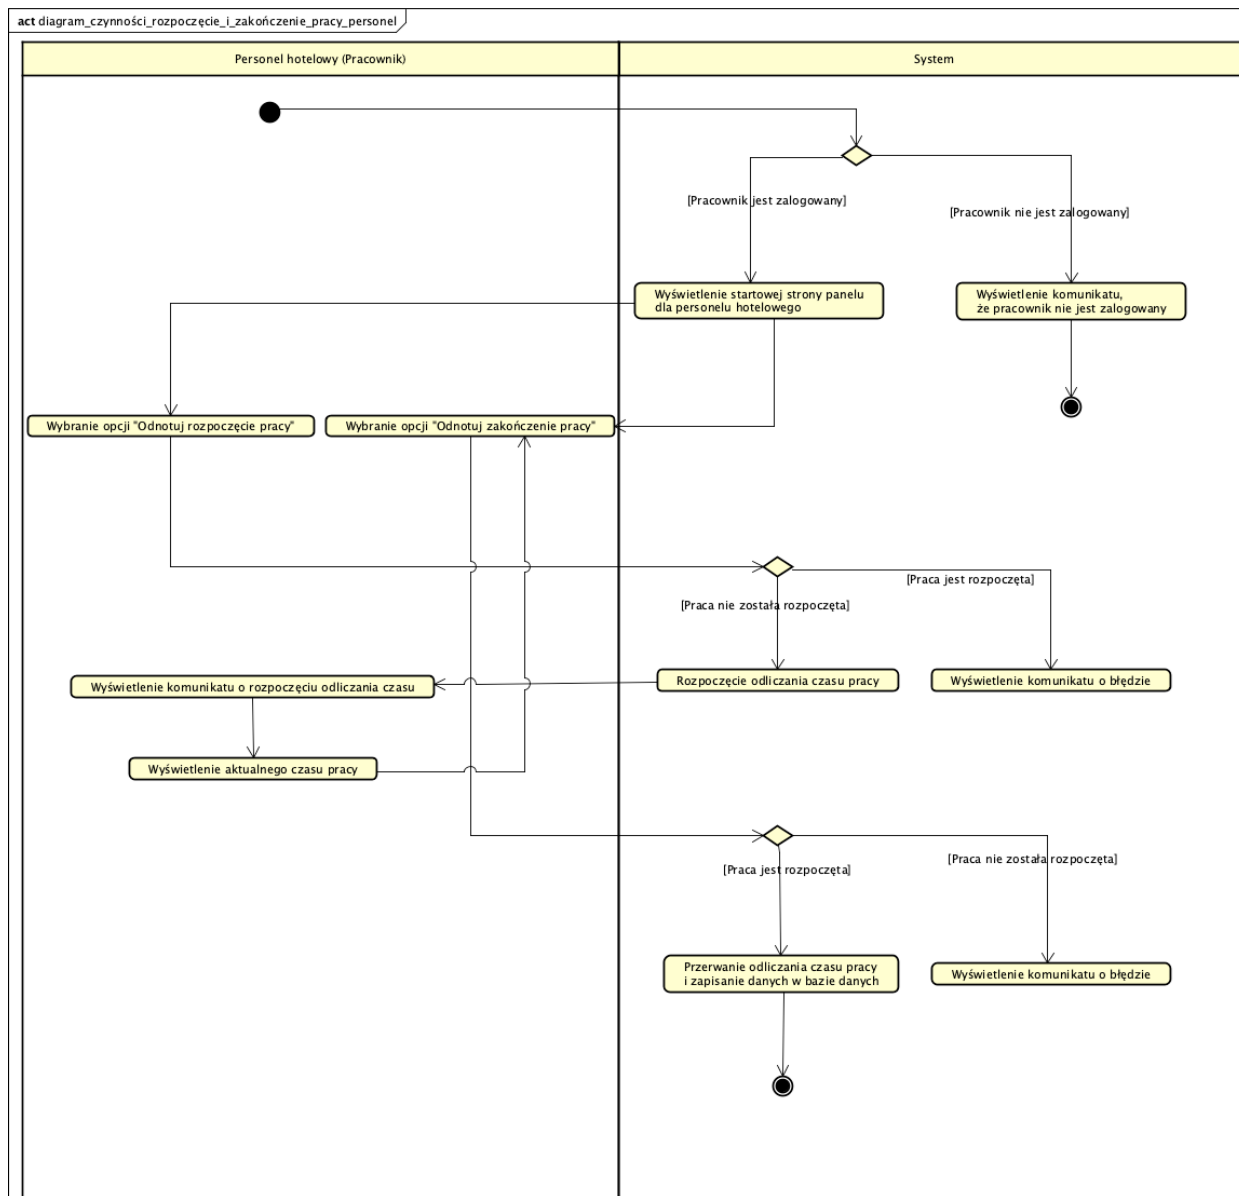 act diagram_czynności_rozpoczęcie_i_zakończenie_pracy_personel
Personel hotelowy (Pracownik)
System
[Pracownik jest zalogowany]
[Pracownik nie jest zalogowany]
Wyświetlenie startowej strony panelu
dla personelu hotelowego
Wyświetlenie komunikatu,
że pracownik nie jest zalogowany
Wybranie opcji "Odnotuj rozpoczęcie pracy"
Wybranie opcji "Odnotuj zakończenie pracy"
[Praca jest rozpoczęta]
[Praca nie została rozpoczęta]
Wyświetlenie komunikatu o rozpoczęciu odliczania czasu
Rozpoczęcie odliczania czasu pracy
Wyświetlenie komunikatu o błędzie
Wyświetlenie aktualnego czasu pracy
[Praca nie została rozpoczęta]
[Praca jest rozpoczęta]
Przerwanie odliczania czasu pracy
i zapisanie danych w bazie danych
Wyświetlenie komunikatu o błędzie